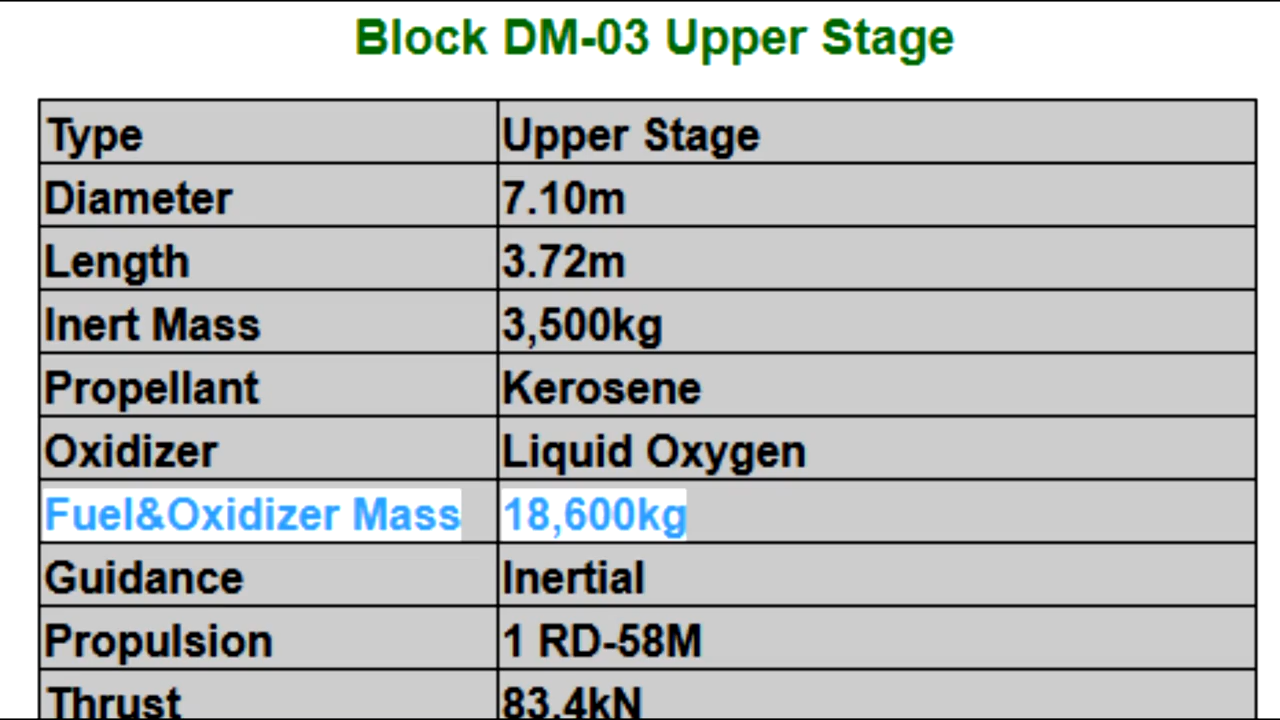 Block DM-03 Upper Stage
Type Upper Stage
Diameter 7.10m
Length 3.72m
Inert Mass 3,500kg
Propellant Kerosene
Oxidizer Liquid Oxygen
Fuel&Oxidizer Mass 18,600kg
Guidance Inertial
Propulsion 1 RD-58M
Thrust 83.4kN